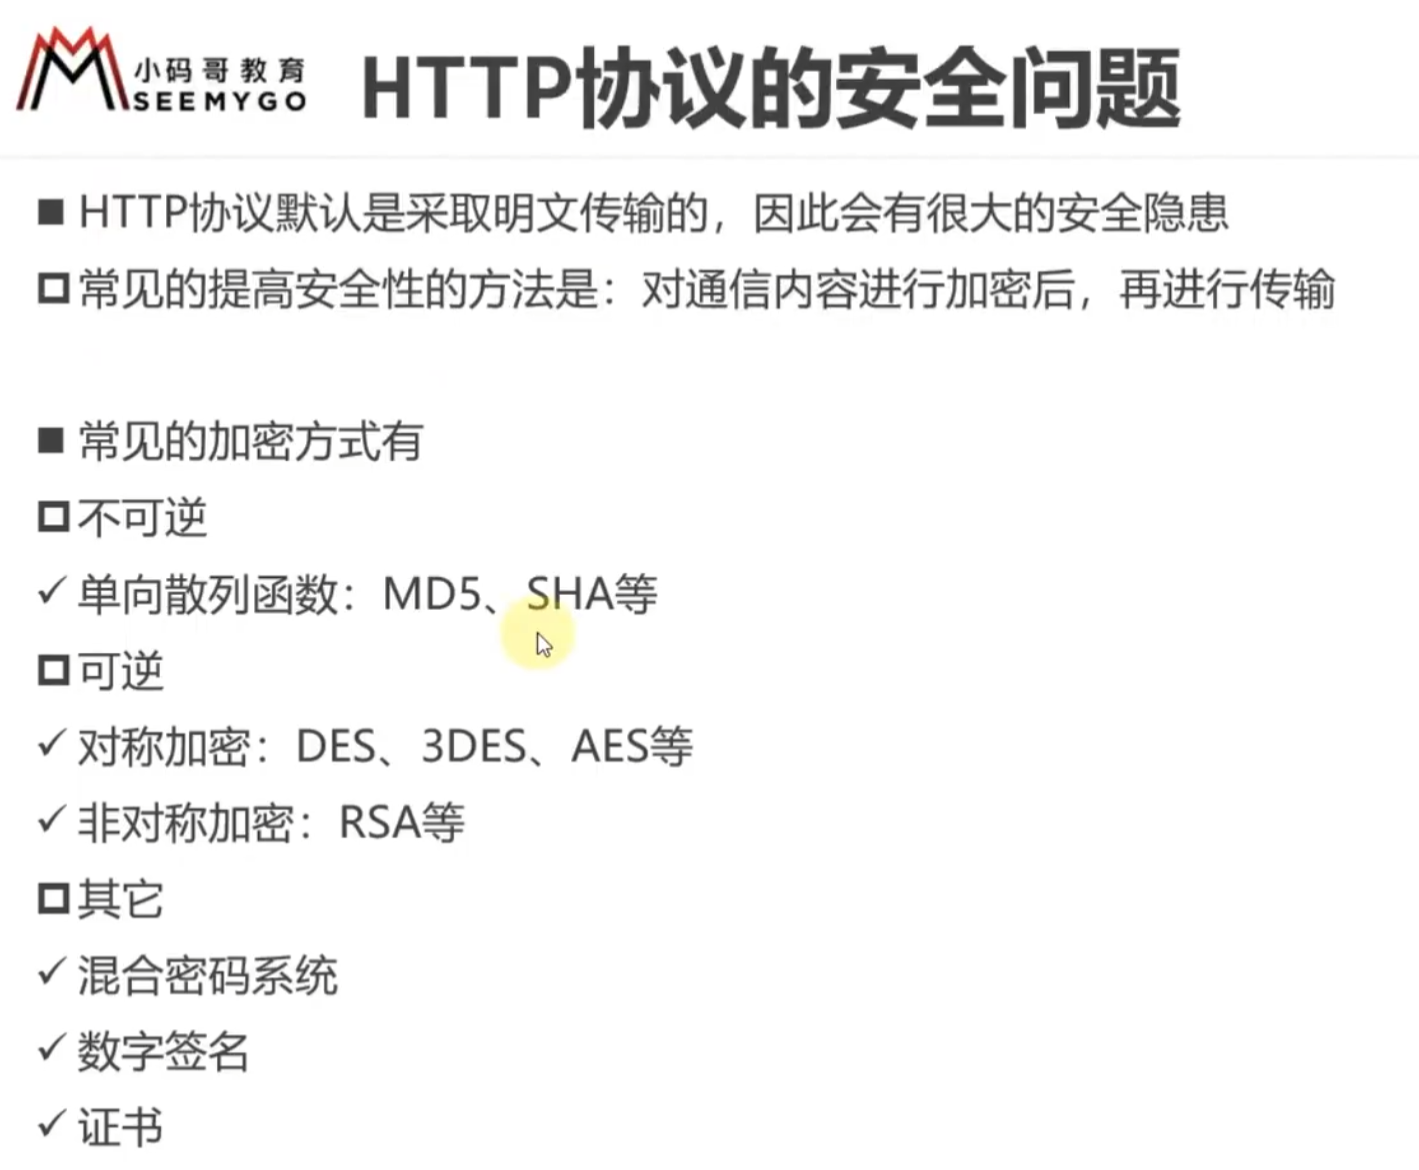 小码哥教育
SEEMYGO
HTTP协议的安全问题
HTTP协议默认是采取明文传输的，因此会有很大的安全隐患
常见的提高安全性的方法是：对通信内容进行加密后，再进行传输
常见的加密方式有
不可逆
单向散列函数：MD5、SHA等
可逆
对称加密：DES、3DES、AES等
非对称加密：RSA等
其它
混合密码系统
数字签名
证书